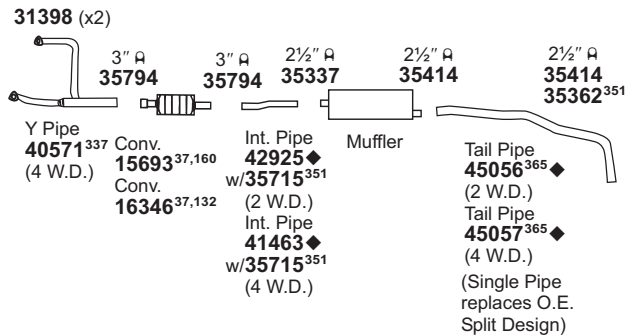 31398 (x2)
3"
35794
3"
35794
2½"
35337
2½"
35414
2½"
35414
35362351
Y Pipe
40571337
(4 W.D.)
Conv.
1569337,160
Conv.
1634637,132
Int. Pipe
42925◆
w/35715351
(2 W.D.)
Int. Pipe
41463◆
w/35715351
(4 W.D.)
Muffler
Tail Pipe
45056365◆
(2 W.D.)
Tail Pipe
45057365◆
(4 W.D.)
(Single Pipe
replaces O.E.
Split Design)